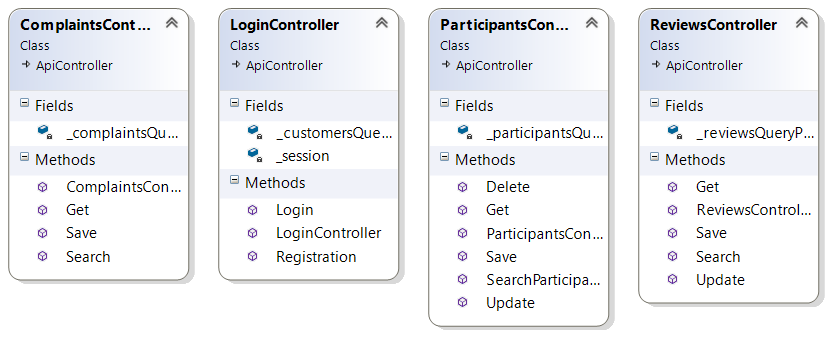 ComplaintsCont...
Class
ApiController
Fields
_complaintsQu...
Methods
ComplaintsCon...
Get
Save
Search
LoginController
Class
ApiController
Fields
_customersQue...
_session
Methods
Login
LoginController
Registration
ParticipantsCon...
Class
ApiController
Fields
_participantsQu...
Methods
Delete
Get
ParticipantsCon...
Save
SearchParticipa...
Update
ReviewsController
Class
ApiController
Fields
_reviewsQueryP...
Methods
Get
ReviewsControl...
Save
Search
Update